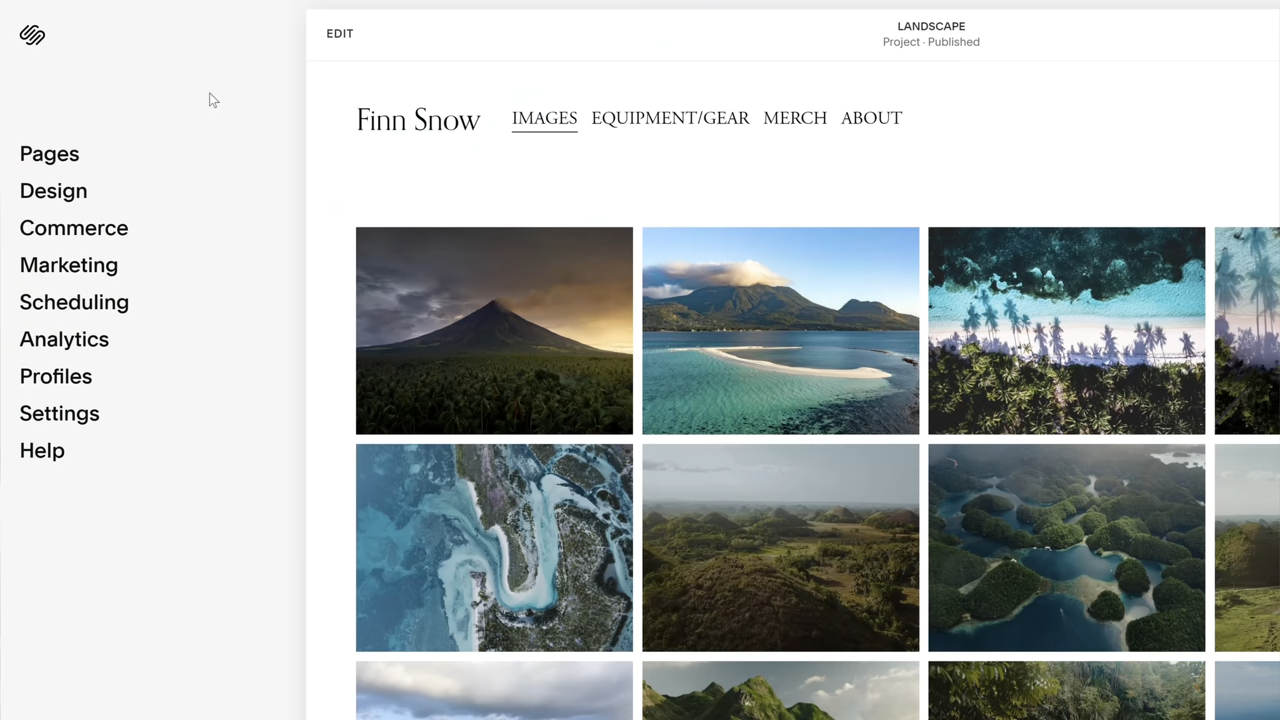 EDIT
LANDSCAPE
Project · Published
Finn Snow
IMAGES EQUIPMENT/GEAR MERCH ABOUT
Pages
Design
Commerce
Marketing
Scheduling
Analytics
Profiles
Settings
Help